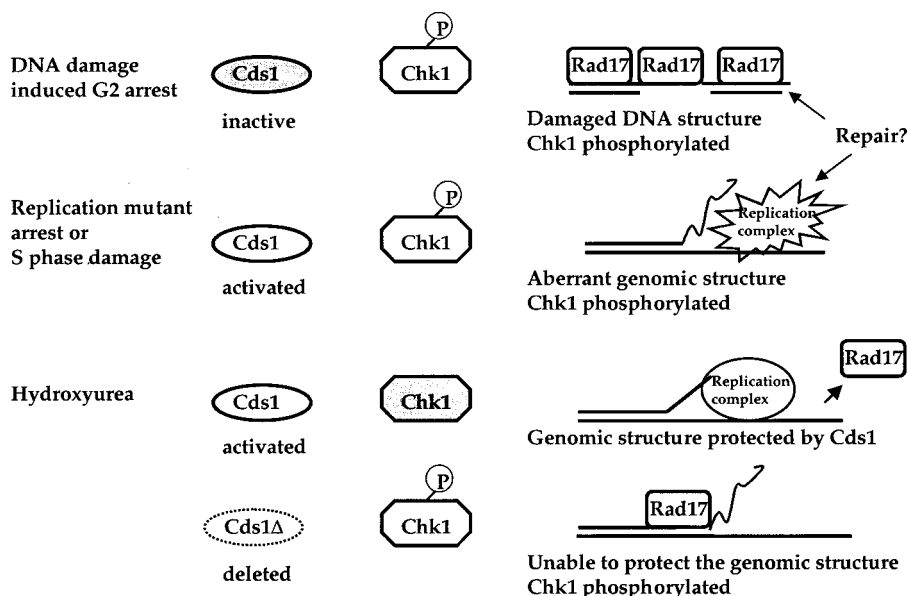 DNA damage
induced G2 arrest
Cds1
inactive
P
Chk1
Rad17 Rad17 Rad17
Damaged DNA structure
Chk1 phosphorylated
Repair?
Replication mutant
arrest or
S phase damage
Cds1
activated
P
Chk1
Replication
complex
Aberrant genomic structure
Chk1 phosphorylated
Hydroxyurea
Cds1
activated
Chk1
Replication
complex
Rad17
Genomic structure protected by Cds1
Cds1Δ
deleted
P
Chk1
Rad17
Unable to protect the genomic structure
Chk1 phosphorylated